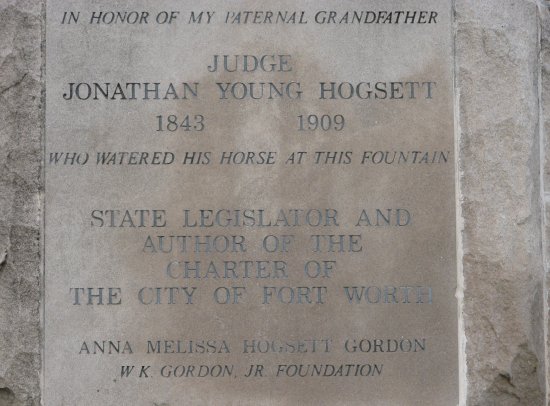 IN HONOR OF MY PATERNAL GRANDFATHER
JUDGE
JONATHAN YOUNG HOGSETT
1843 1909
WHO WATERED HIS HORSE AT THIS FOUNTAIN
STATE LEGISLATOR AND
AUTHOR OF THE
CHARTER OF
THE CITY OF FORT WORTH
ANNA MELISSA HOGSETT GORDON
W. K. GORDON, JR. FOUNDATION